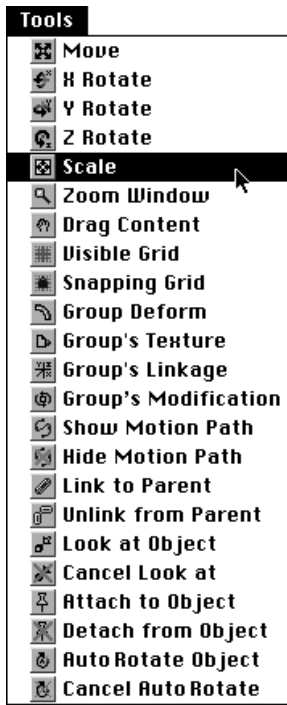 Tools
Move
X Rotate
Y Rotate
Z Rotate
Scale
Zoom Window
Drag Content
Visible Grid
Snapping Grid
Group Deform
Group's Texture
Group's Linkage
Group’s Modification
Show Motion Path
Hide Motion Path
Link to Parent
Unlink from Parent
Look at Object
Cancel Look at
Attach to Object
Detach from Object
Auto Rotate Object
Cancel Auto Rotate